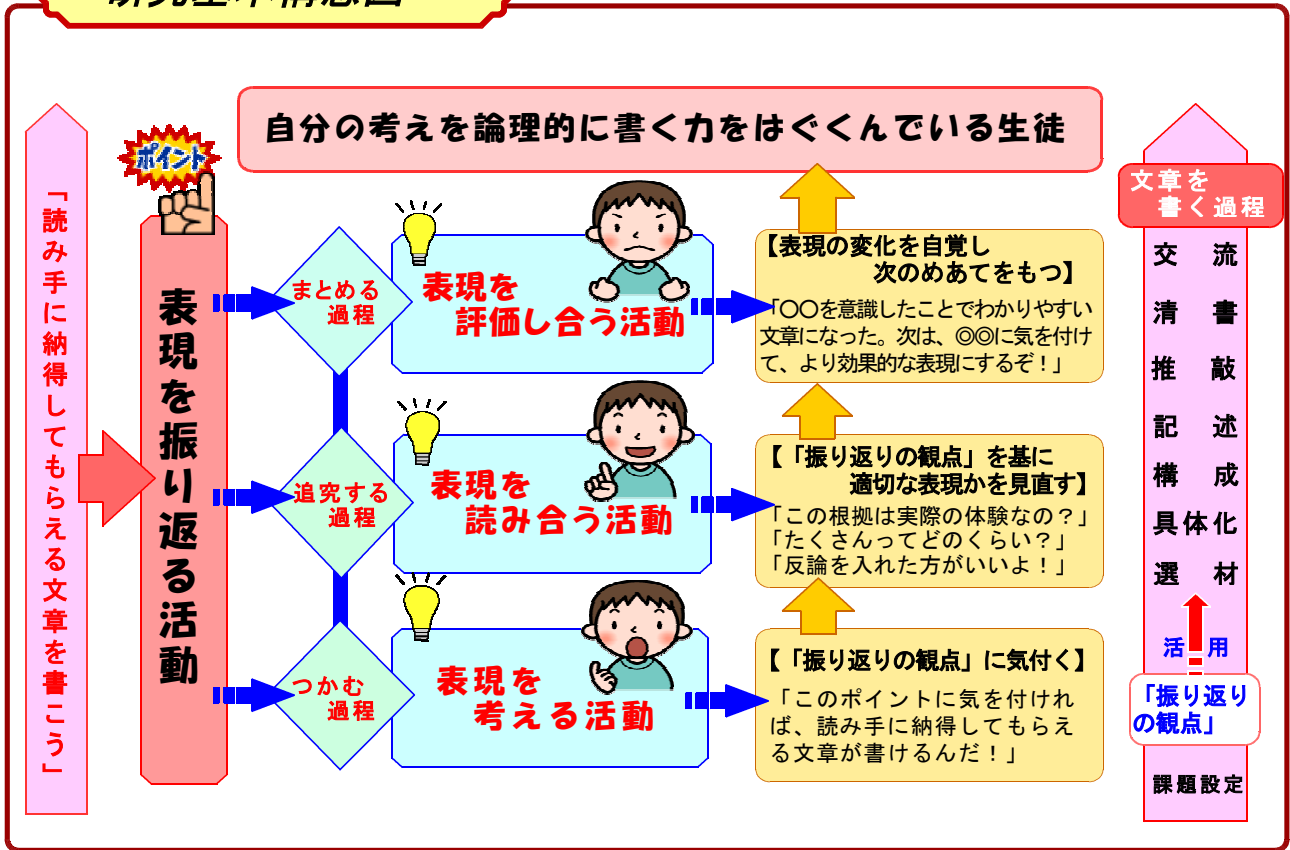 研究基本構想図
自分の考えを論理的に書く力をはぐくんでいる生徒
「読み手に納得してもらえる文章を書こう」
ポイント
表現を振り返る活動
まとめる
過程
表現を
評価し合う活動
【表現の変化を自覚し
次のめあてをもつ】
「〇〇を意識したことでわかりやすい
文章になった。次は、◎◎に気を付け
て、より効果的な表現にするぞ！」
追究する
過程
表現を
読み合う活動
【「振り返りの観点」を基に
適切な表現かを見直す】
「この根拠は実際の体験なの？」
「たくさんってどのくらい？」
「反論を入れた方がいいよ！」
つかむ
過程
表現を
考える活動
【「振り返りの観点」に気付く】
「このポイントに気を付けれ
ば、読み手に納得してもらえ
る文章が書けるんだ！」
文章を
書く過程
交　流
清　書
推　敲
記　述
構　成
具体化
選　材
活　用
「振り返り
の観点」
課題設定